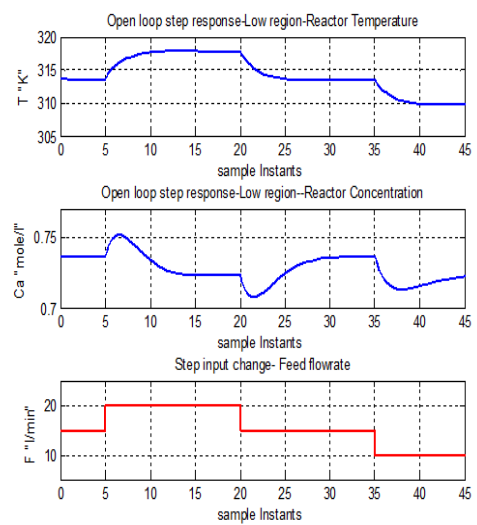 Open loop step response-Low region-Reactor Temperature
320
315
310
305
T "K"
0 5 10 15 20 25 30 35 40 45
sample Instants
Open loop step response-Low region--Reactor Concentration
0.75
0.7
Ca "mole/l"
0 5 10 15 20 25 30 35 40 45
sample Instants
Step input change- Feed flowrate
20
10
F "l/min"
0 5 10 15 20 25 30 35 40 45
sample Instants